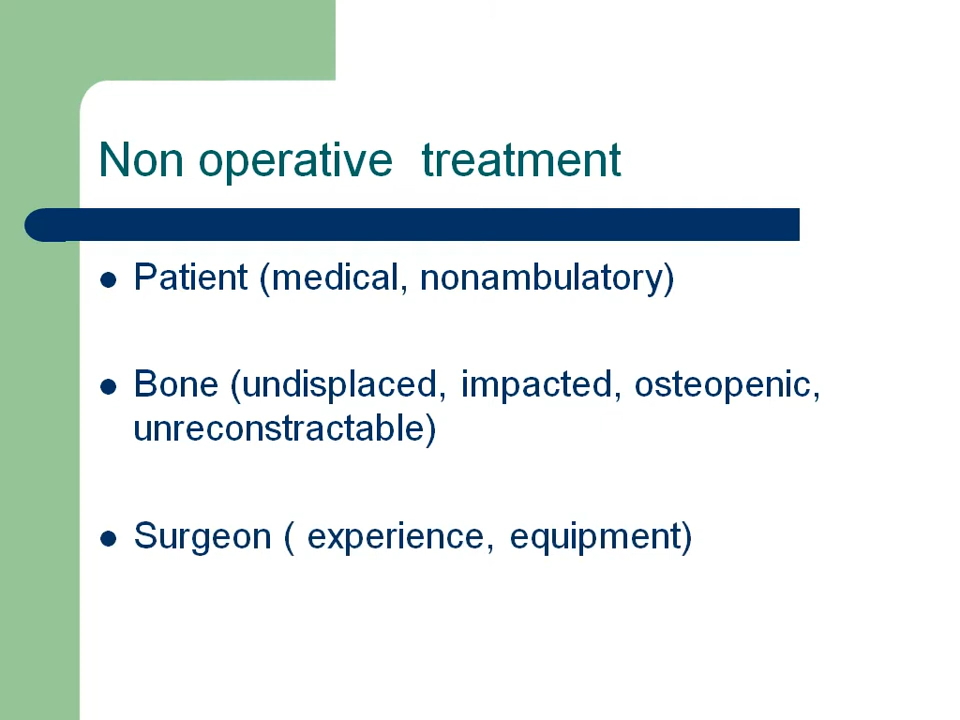 Non operative  treatment
Patient (medical, nonambulatory)
Bone (undisplaced, impacted, osteopenic,
unreconstractable)
Surgeon ( experience, equipment)